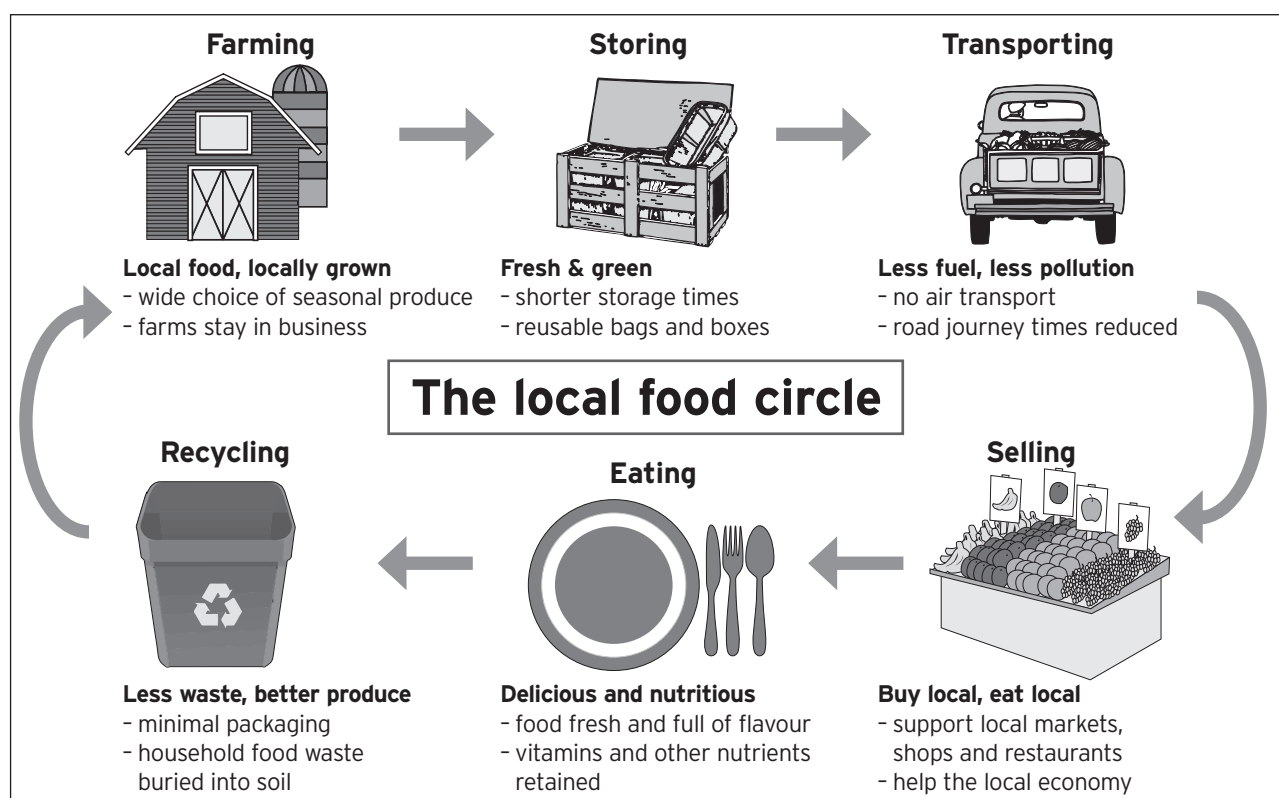 Farming
Storing
Transporting
Local food, locally grown
– wide choice of seasonal produce
– farms stay in business
Fresh & green
– shorter storage times
– reusable bags and boxes
Less fuel, less pollution
– no air transport
– road journey times reduced
The local food circle
Recycling
Eating
Selling
Less waste, better produce
– minimal packaging
– household food waste
buried into soil
Delicious and nutritious
– food fresh and full of flavour
– vitamins and other nutrients
retained
Buy local, eat local
– support local markets,
shops and restaurants
– help the local economy